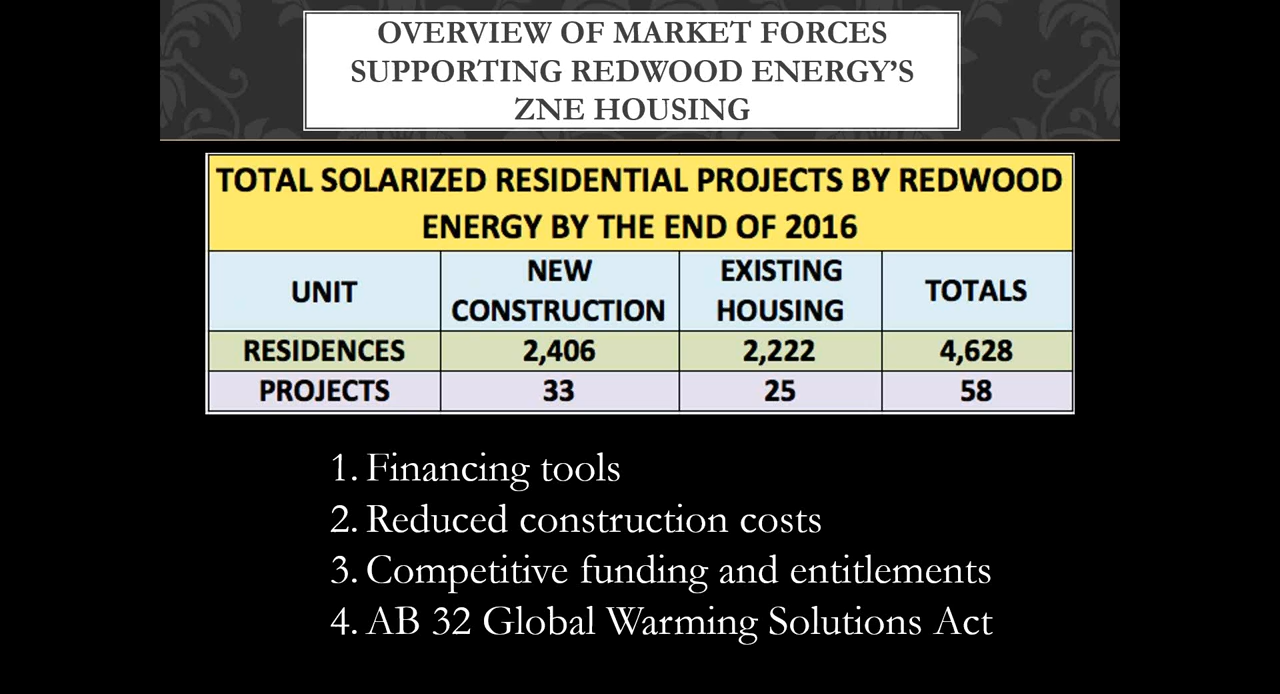 OVERVIEW OF MARKET FORCES
SUPPORTING REDWOOD ENERGY'S
ZNE HOUSING
TOTAL SOLARIZED RESIDENTIAL PROJECTS BY REDWOOD
ENERGY BY THE END OF 2016
UNIT NEW CONSTRUCTION EXISTING HOUSING TOTALS
RESIDENCES 2,406 2,222 4,628
PROJECTS 33 25 58
1. Financing tools
2. Reduced construction costs
3. Competitive funding and entitlements
4. AB 32 Global Warming Solutions Act